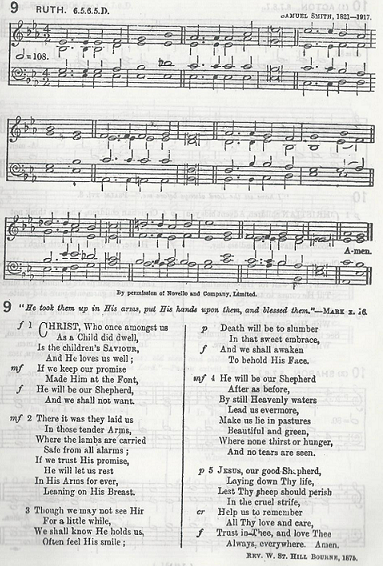 9 RUTH. 6.5.6.5.D. SAMUEL SMITH, 1821—1917.
=108.
A-men.
By permission of Novello and Company, Limited.
9 "He took them up in His arms, put His hands upon them, and blessed them."—MARK x. 16.
f 1 CHRIST, Who once amongst us
As a Child did dwell,
Is the children's SAVIOUR,
And He loves us well;
mf If we keep our promise
Made Him at the Font,
f He will be our Shepherd,
And we shall not want.
mf 2 There it was they laid us
In those tender Arms,
Where the lambs are carried
Safe from all alarms;
If we trust His promise,
He will let us rest
In His Arms for ever,
Leaning on His Breast.
3 Though we may not see Him
For a little while,
We shall know He holds us,
Often feel His smile;
p Death will be to slumber
In that sweet embrace,
f And we shall awaken
To behold His Face.
mf 4 He will be our Shepherd
After as before,
By still Heavenly waters
Lead us evermore,
Make us lie in pastures
Beautiful and green,
Where none thirst or hunger,
And no tears are seen.
p 5 JESUS, our good Shepherd,
Laying down Thy life,
Lest Thy sheep should perish
In the cruel strife,
cr Help us to remember
All Thy love and care,
f Trust in Thee, and love Thee
Always, everywhere. Amen.
REV. W. ST. HILL BOURNE, 1875.